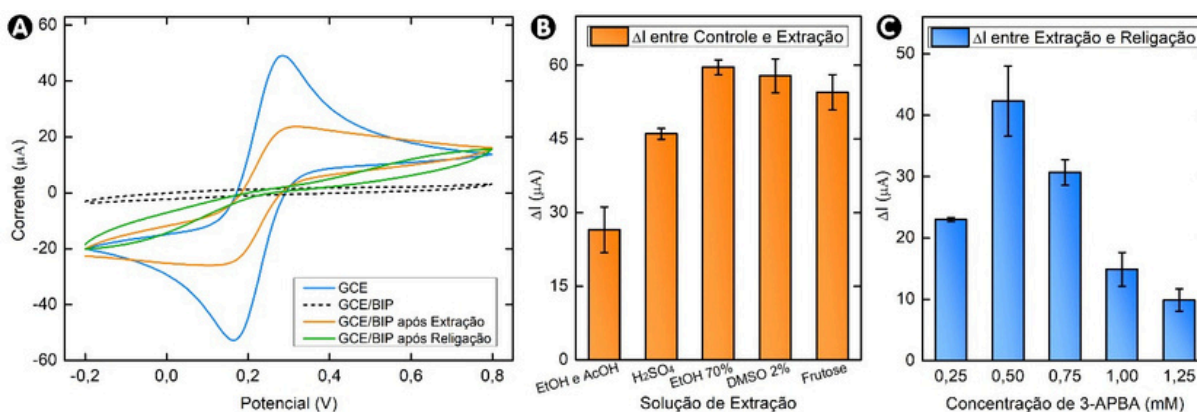 A
60
40
20
0
-20
-40
-60
Corrente (µA)
-0,2
0,0
0,2
0,4
0,6
0,8
Potencial (V)
GCE
GCE/BIP
GCE/BIP após Extração
GCE/BIP após Religação
B
ΔI entre Controle e Extração
60
45
30
15
0
ΔI (µA)
EtOH e AcOH
H₂SO₄
EtOH 70%
DMSO 2%
Frutose
Solução de Extração
C
ΔI entre Extração e Religação
50
40
30
20
10
0
ΔI (µA)
0,25
0,50
0,75
1,00
1,25
Concentração de 3-APBA (mM)